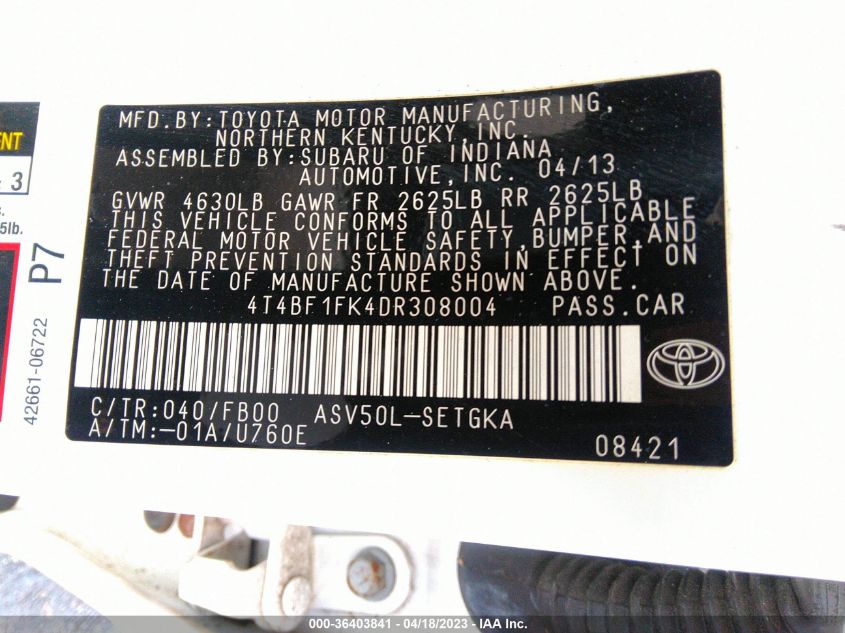 MFD.BY:TOYOTA MOTOR MANUFACTURING,
NORTHERN KENTUCKY,INC.
ASSEMBLED BY:SUBARU OF INDIANA
AUTOMOTIVE,INC. 04/13
GVWR 4630LB GAWR FR 2625LB RR 2625LB
THIS VEHICLE CONFORMS TO ALL APPLICABLE
FEDERAL MOTOR VEHICLE SAFETY,BUMPER,AND
THEFT PREVENTION STANDARDS IN EFFECT ON
THE DATE OF MANUFACTURE SHOWN ABOVE.
4T4BF1FK4DR308004 PASS.CAR
C/TR:040/FB00 ASV50L-SETGKA
A/TM:-01A/U760E
08421
3
5lb.
P7
42661-06722
000-36403841 - 04/18/2023 - IAA Inc.